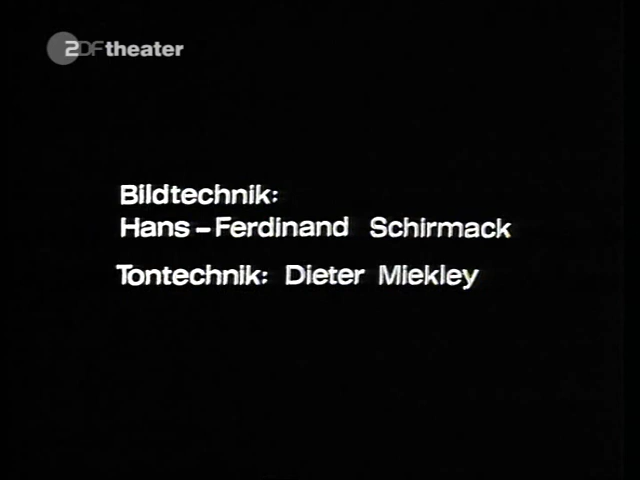 ZDFtheater
Bildtechnik:
Hans-Ferdinand Schirmack
Tontechnik: Dieter Miekley